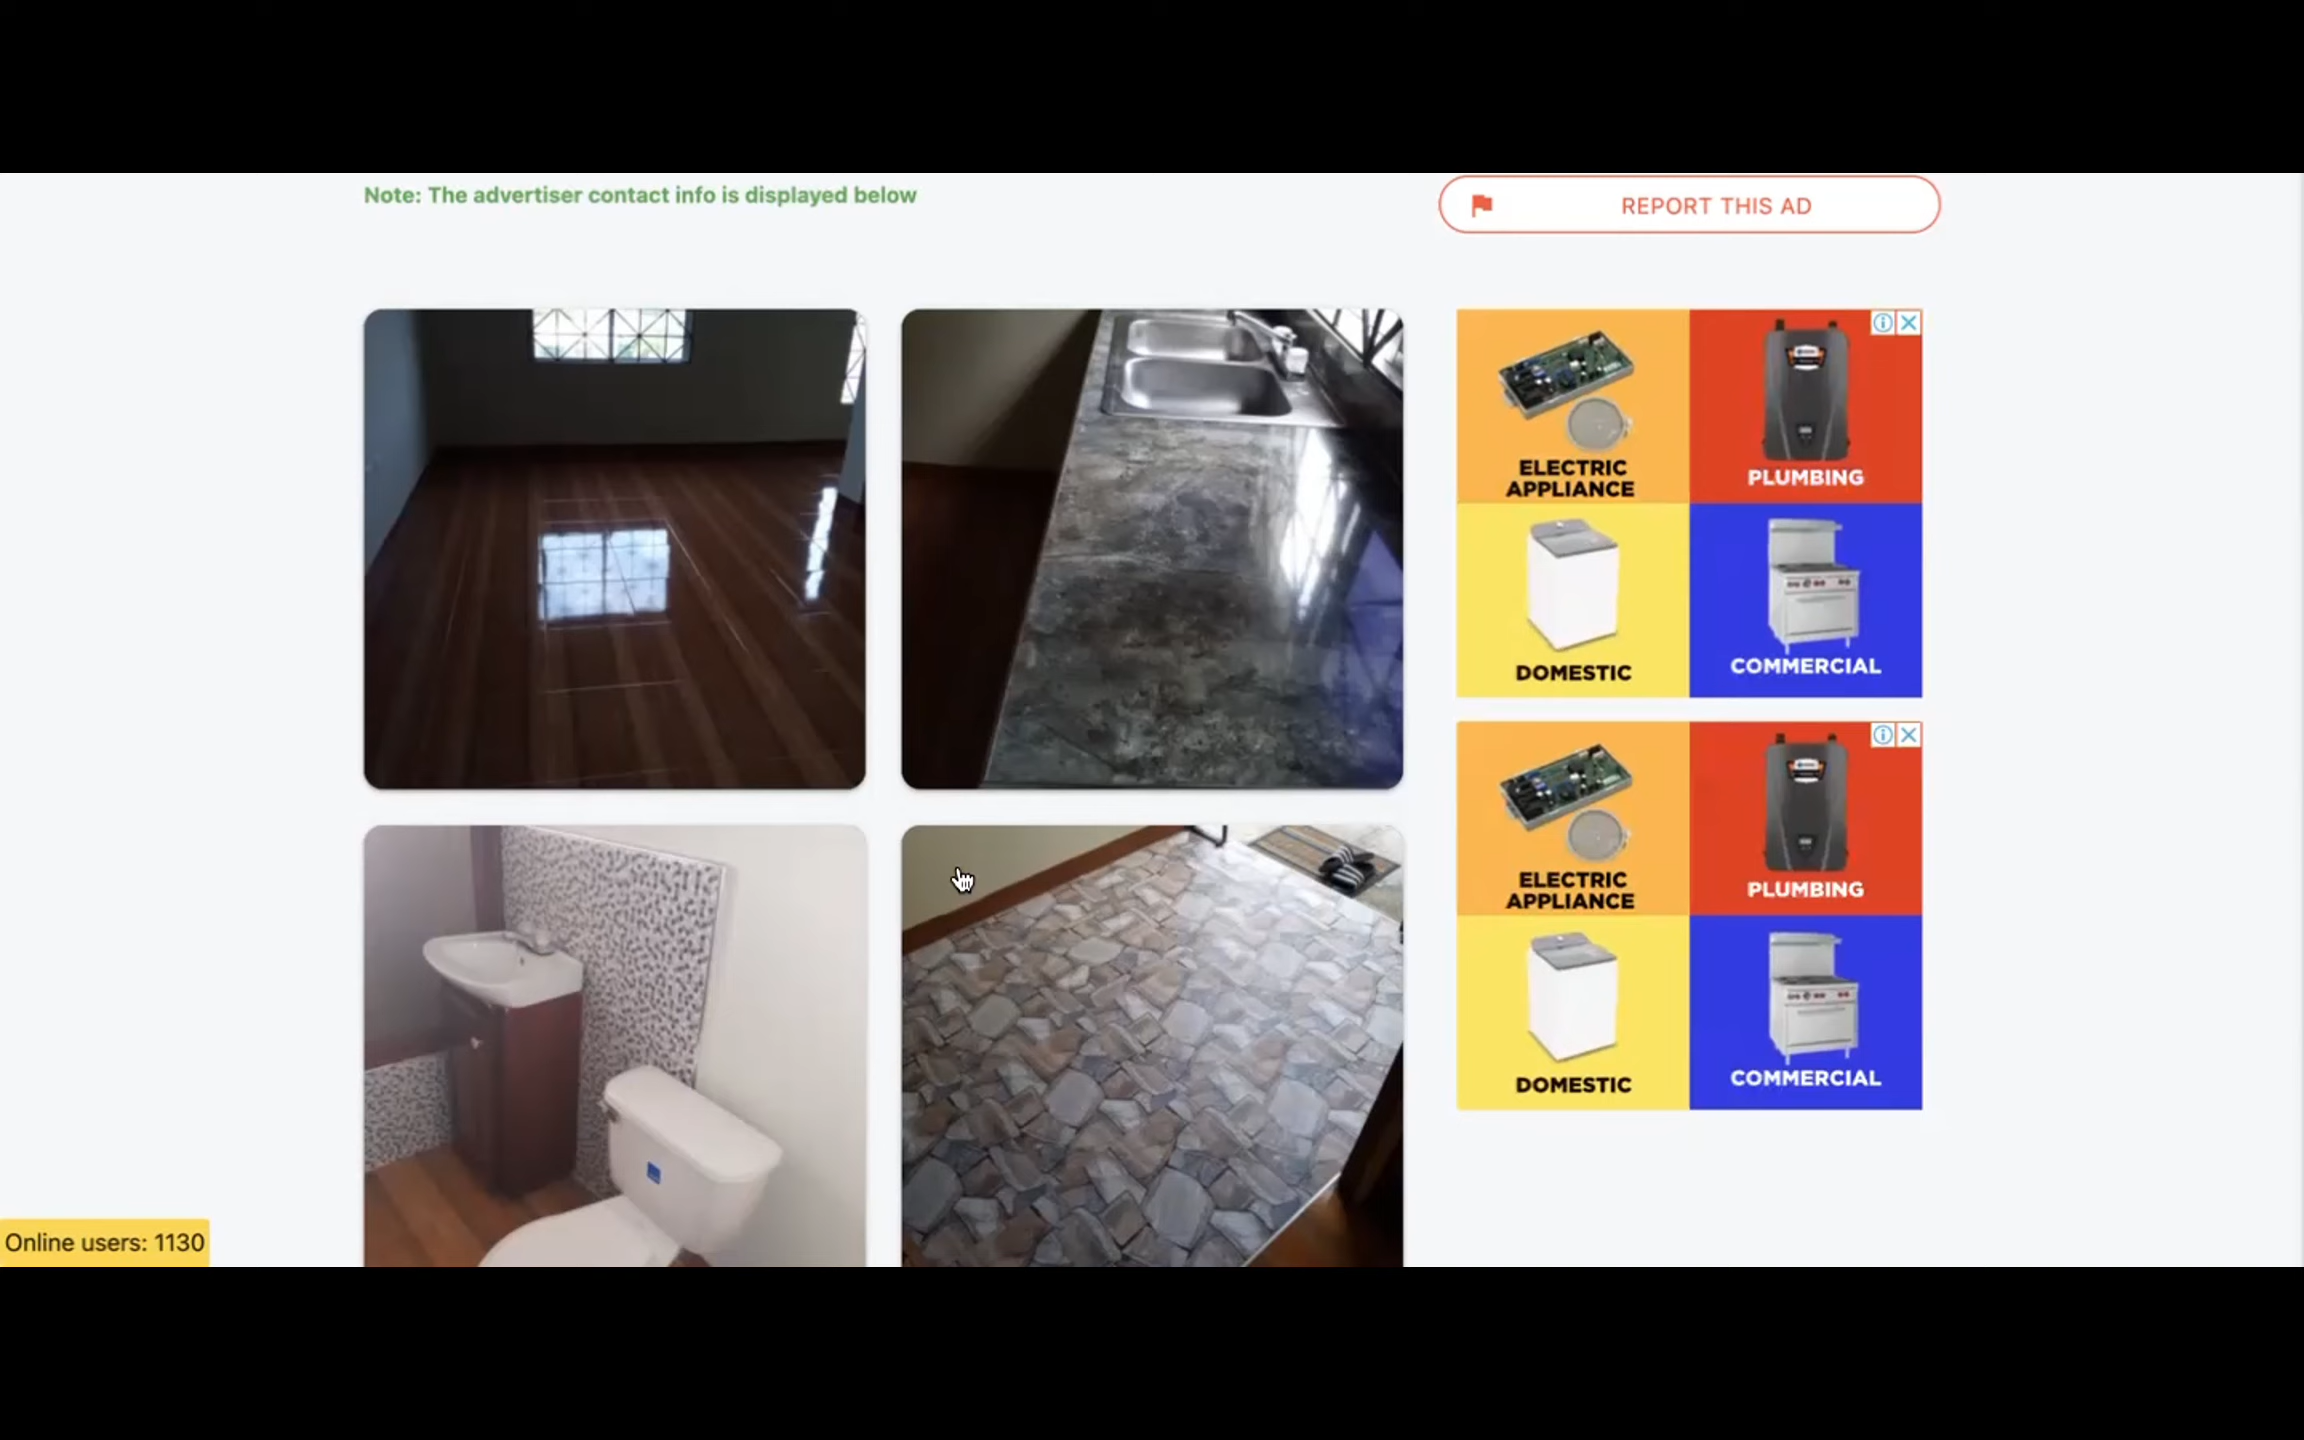 Note: The advertiser contact info is displayed below
REPORT THIS AD
ELECTRIC
APPLIANCE
PLUMBING
DOMESTIC
COMMERCIAL
ELECTRIC
APPLIANCE
PLUMBING
DOMESTIC
COMMERCIAL
Online users: 1130